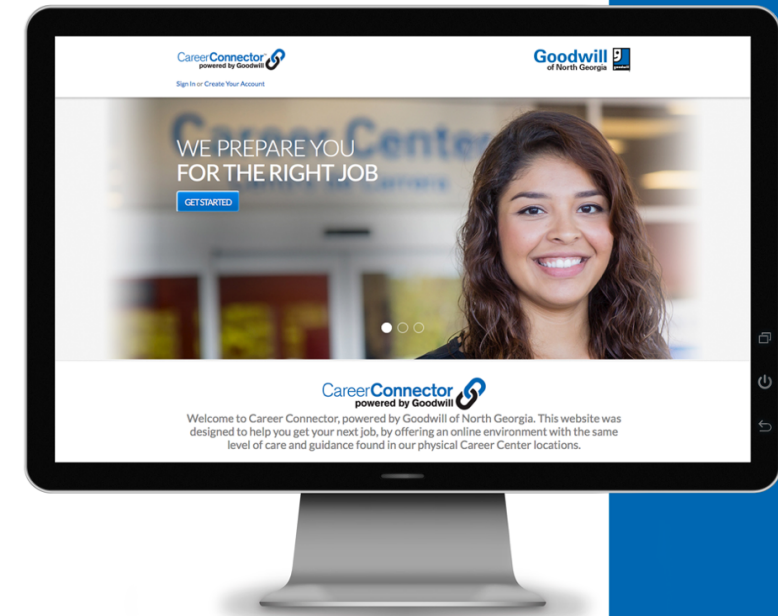 CareerConnector
powered by Goodwill
Goodwill
of North Georgia
goodwill
Sign In or Create Your Account
Career Center
WE PREPARE YOU
FOR THE RIGHT JOB
GET STARTED
CareerConnector
powered by Goodwill
Welcome to Career Connector, powered by Goodwill of North Georgia. This website was
designed to help you get your next job, by offering an online environment with the same
level of care and guidance found in our physical Career Center locations.